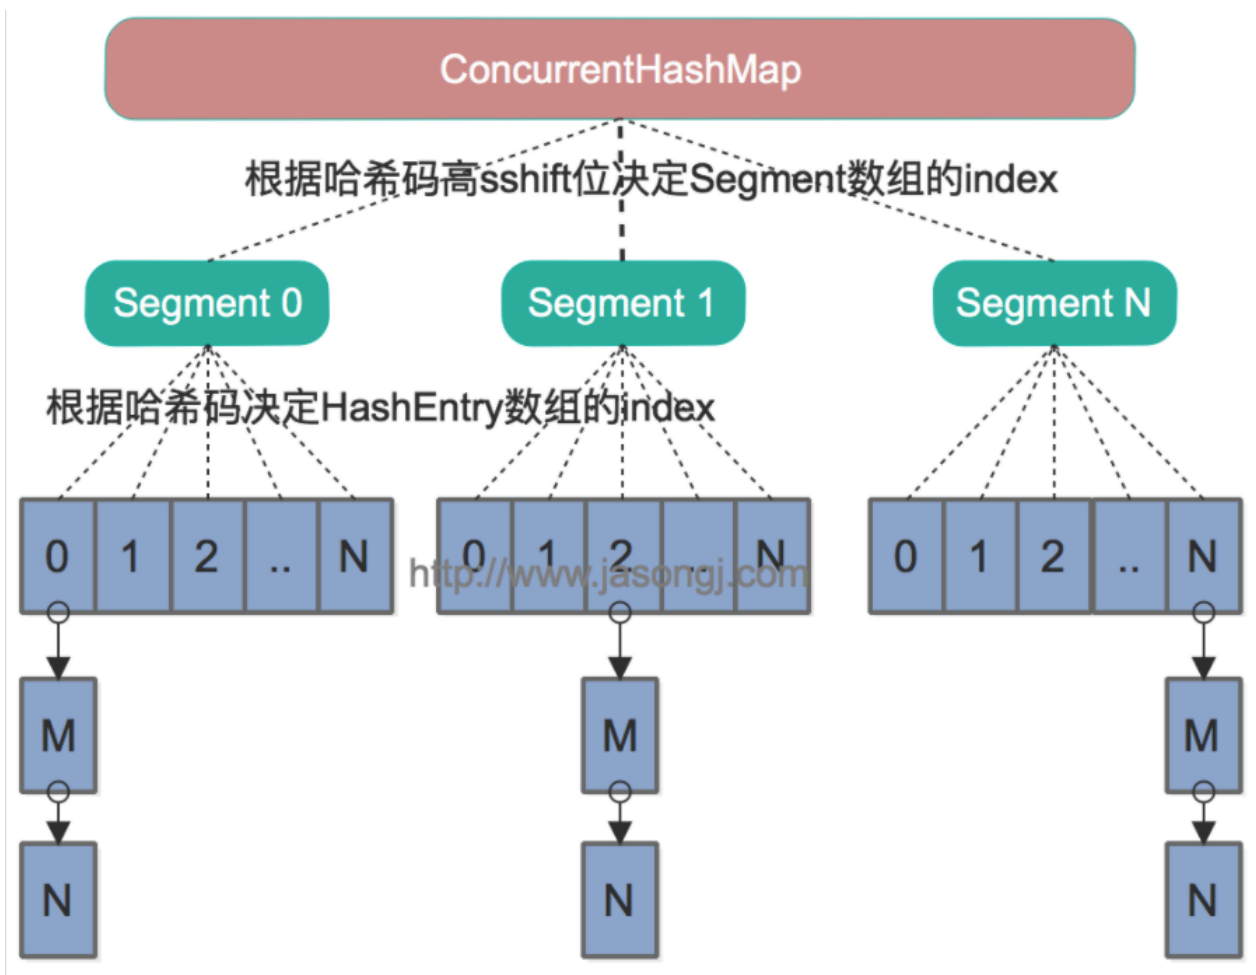 ConcurrentHashMap
根据哈希码高sshift位决定Segment数组的index
Segment 0
Segment 1
Segment N
根据哈希码决定HashEntry数组的index
0 1 2 .. N
0 1 2 .. N
0 1 2 .. N
http://www.jasongj.com
M
M
M
N
N
N